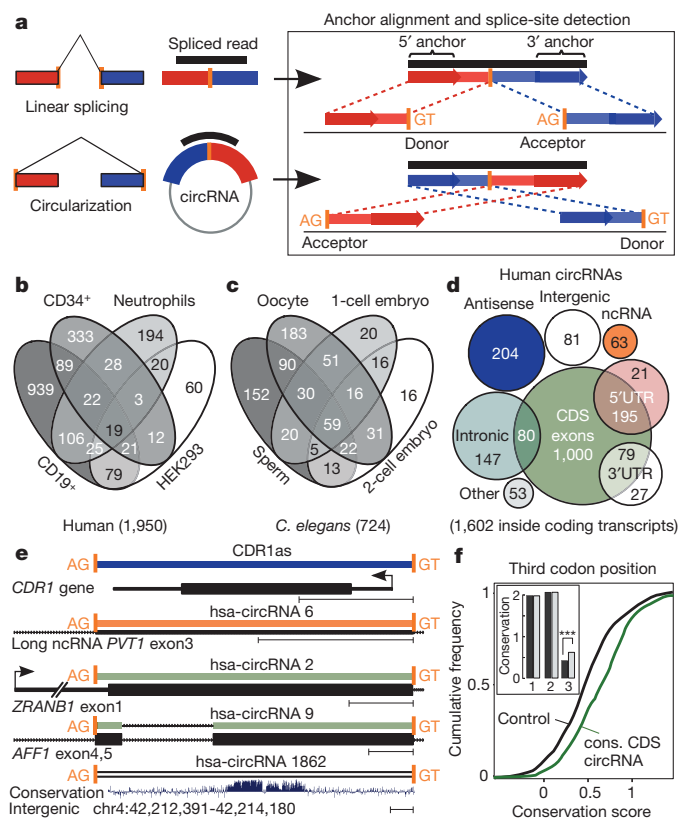 a
Anchor alignment and splice-site detection
Spliced read
5′ anchor
3′ anchor
Linear splicing
GT
AG
Donor
Acceptor
circRNA
Circularization
AG
GT
Acceptor
Donor
b
CD34+
Neutrophils
333
194
939
89
28
20
60
22
3
19
106
25
21
12
79
CD19+
HEK293
Human (1,950)
c
Oocyte
1-cell embryo
183
20
152
90
51
16
16
30
16
59
20
5
22
31
13
Sperm
2-cell embryo
C. elegans (724)
d
Human circRNAs
Antisense
Intergenic
ncRNA
204
81
63
21
5′UTR
195
CDS
exons
1,000
Intronic
147
80
79
3′UTR
27
Other
53
(1,602 inside coding transcripts)
e
AG
CDR1as
GT
CDR1 gene
AG
hsa-circRNA 6
GT
Long ncRNA PVT1 exon3
AG
hsa-circRNA 2
GT
ZRANB1 exon1
AG
hsa-circRNA 9
GT
AFF1 exon4,5
AG
hsa-circRNA 1862
GT
Conservation
Intergenic chr4:42,212,391-42,214,180
f
Third codon position
Cumulative frequency
1
0.5
0
Conservation
2
1
0
***
1 2 3
Control
cons. CDS
circRNA
0 0.5 1
Conservation score